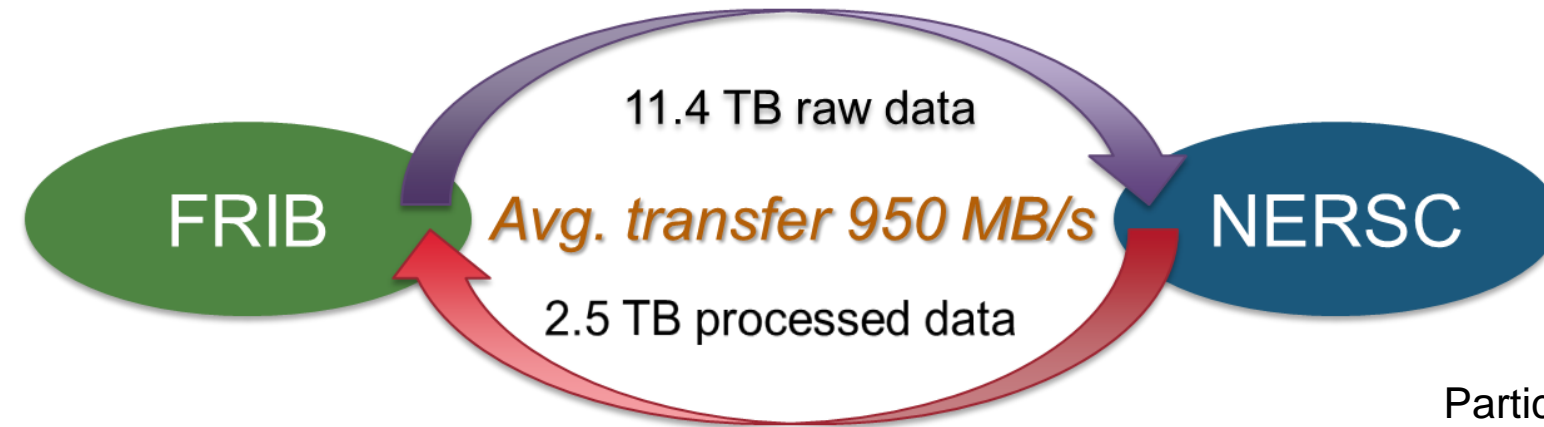 11.4 TB raw data
FRIB
Avg. transfer 950 MB/s
NERSC
2.5 TB processed data